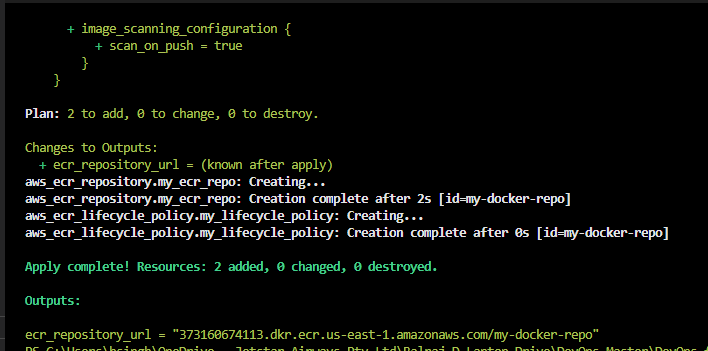 + image_scanning_configuration {
+ scan_on_push = true
}
}
Plan: 2 to add, 0 to change, 0 to destroy.
Changes to Outputs:
+ ecr_repository_url = (known after apply)
aws_ecr_repository.my_ecr_repo: Creating...
aws_ecr_repository.my_ecr_repo: Creation complete after 2s [id=my-docker-repo]
aws_ecr_lifecycle_policy.my_lifecycle_policy: Creating...
aws_ecr_lifecycle_policy.my_lifecycle_policy: Creation complete after 0s [id=my-docker-repo]
Apply complete! Resources: 2 added, 0 changed, 0 destroyed.
Outputs:
ecr_repository_url = "373160674113.dkr.ecr.us-east-1.amazonaws.com/my-docker-repo"